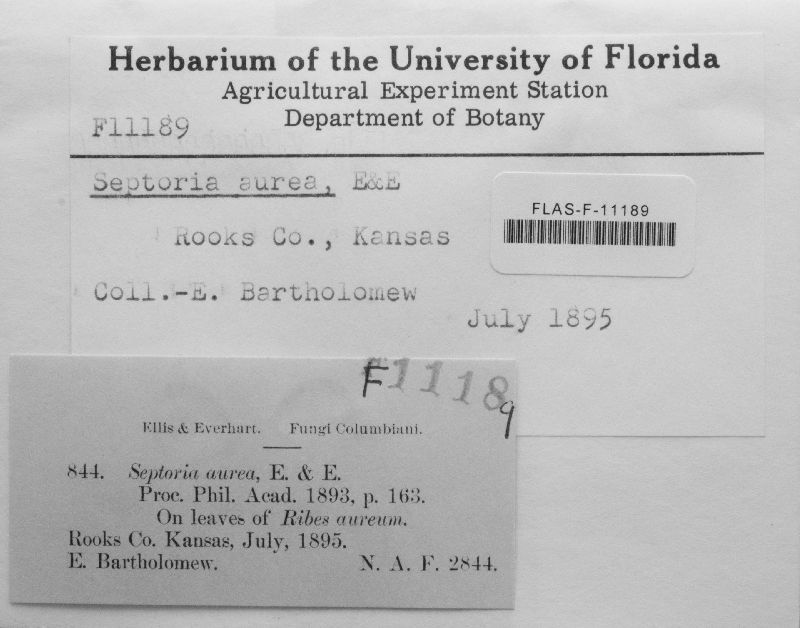 Herbarium of the University of Florida
Agricultural Experiment Station
Department of Botany
F11189
Septoria aurea, E&E
Rooks Co., Kansas
Coll.-E. Bartholomew
July 1895
FLAS-F-11189
F11189
Ellis & Everhart. Fungi Columbiani.
844. Septoria aurea, E. & E.
Proc. Phil. Acad. 1893, p. 163.
On leaves of Ribes aureum.
Rooks Co. Kansas, July, 1895.
E. Bartholomew. N. A. F. 2844.